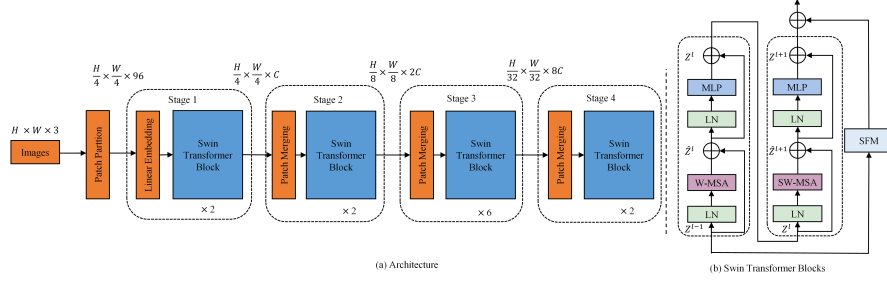 H × W × 3
Images
H/4 × W/4 × 96
Patch Partition
Stage 1
Linear Embedding
Swin
Transformer
Block
× 2
H/4 × W/4 × C
Stage 2
Patch Merging
Swin
Transformer
Block
× 2
H/8 × W/8 × 2C
Stage 3
Patch Merging
Swin
Transformer
Block
× 6
H/32 × W/32 × 8C
Stage 4
Patch Merging
Swin
Transformer
Block
× 2
(a) Architecture
Z^l
MLP
LN
Ẑ^l
W-MSA
LN
Z^{l-1}
Z^{l+1}
MLP
LN
Ẑ^{l+1}
SW-MSA
LN
Z^l
SFM
(b) Swin Transformer Blocks